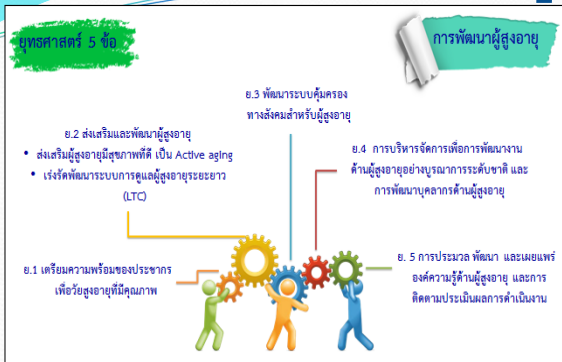 ยุทธศาสตร์ 5 ข้อ
การพัฒนาผู้สูงอายุ
ย.3 พัฒนาระบบคุ้มครอง
ทางสังคมสำหรับผู้สูงอายุ
ย.2 ส่งเสริมและพัฒนาผู้สูงอายุ
• ส่งเสริมผู้สูงอายุมีสุขภาพที่ดี เป็น Active aging
• เร่งรัดพัฒนาระบบการดูแลผู้สูงอายุระยะยาว
(LTC)
ย.4 การบริหารจัดการเพื่อการพัฒนางาน
ด้านผู้สูงอายุอย่างบูรณาการระดับชาติ และ
การพัฒนาบุคลากรด้านผู้สูงอายุ
ย.1 เตรียมความพร้อมของประชากร
เพื่อวัยสูงอายุที่มีคุณภาพ
ย. 5 การประมวล พัฒนา และเผยแพร่
องค์ความรู้ด้านผู้สูงอายุ และการ
ติดตามประเมินผลการดำเนินงาน